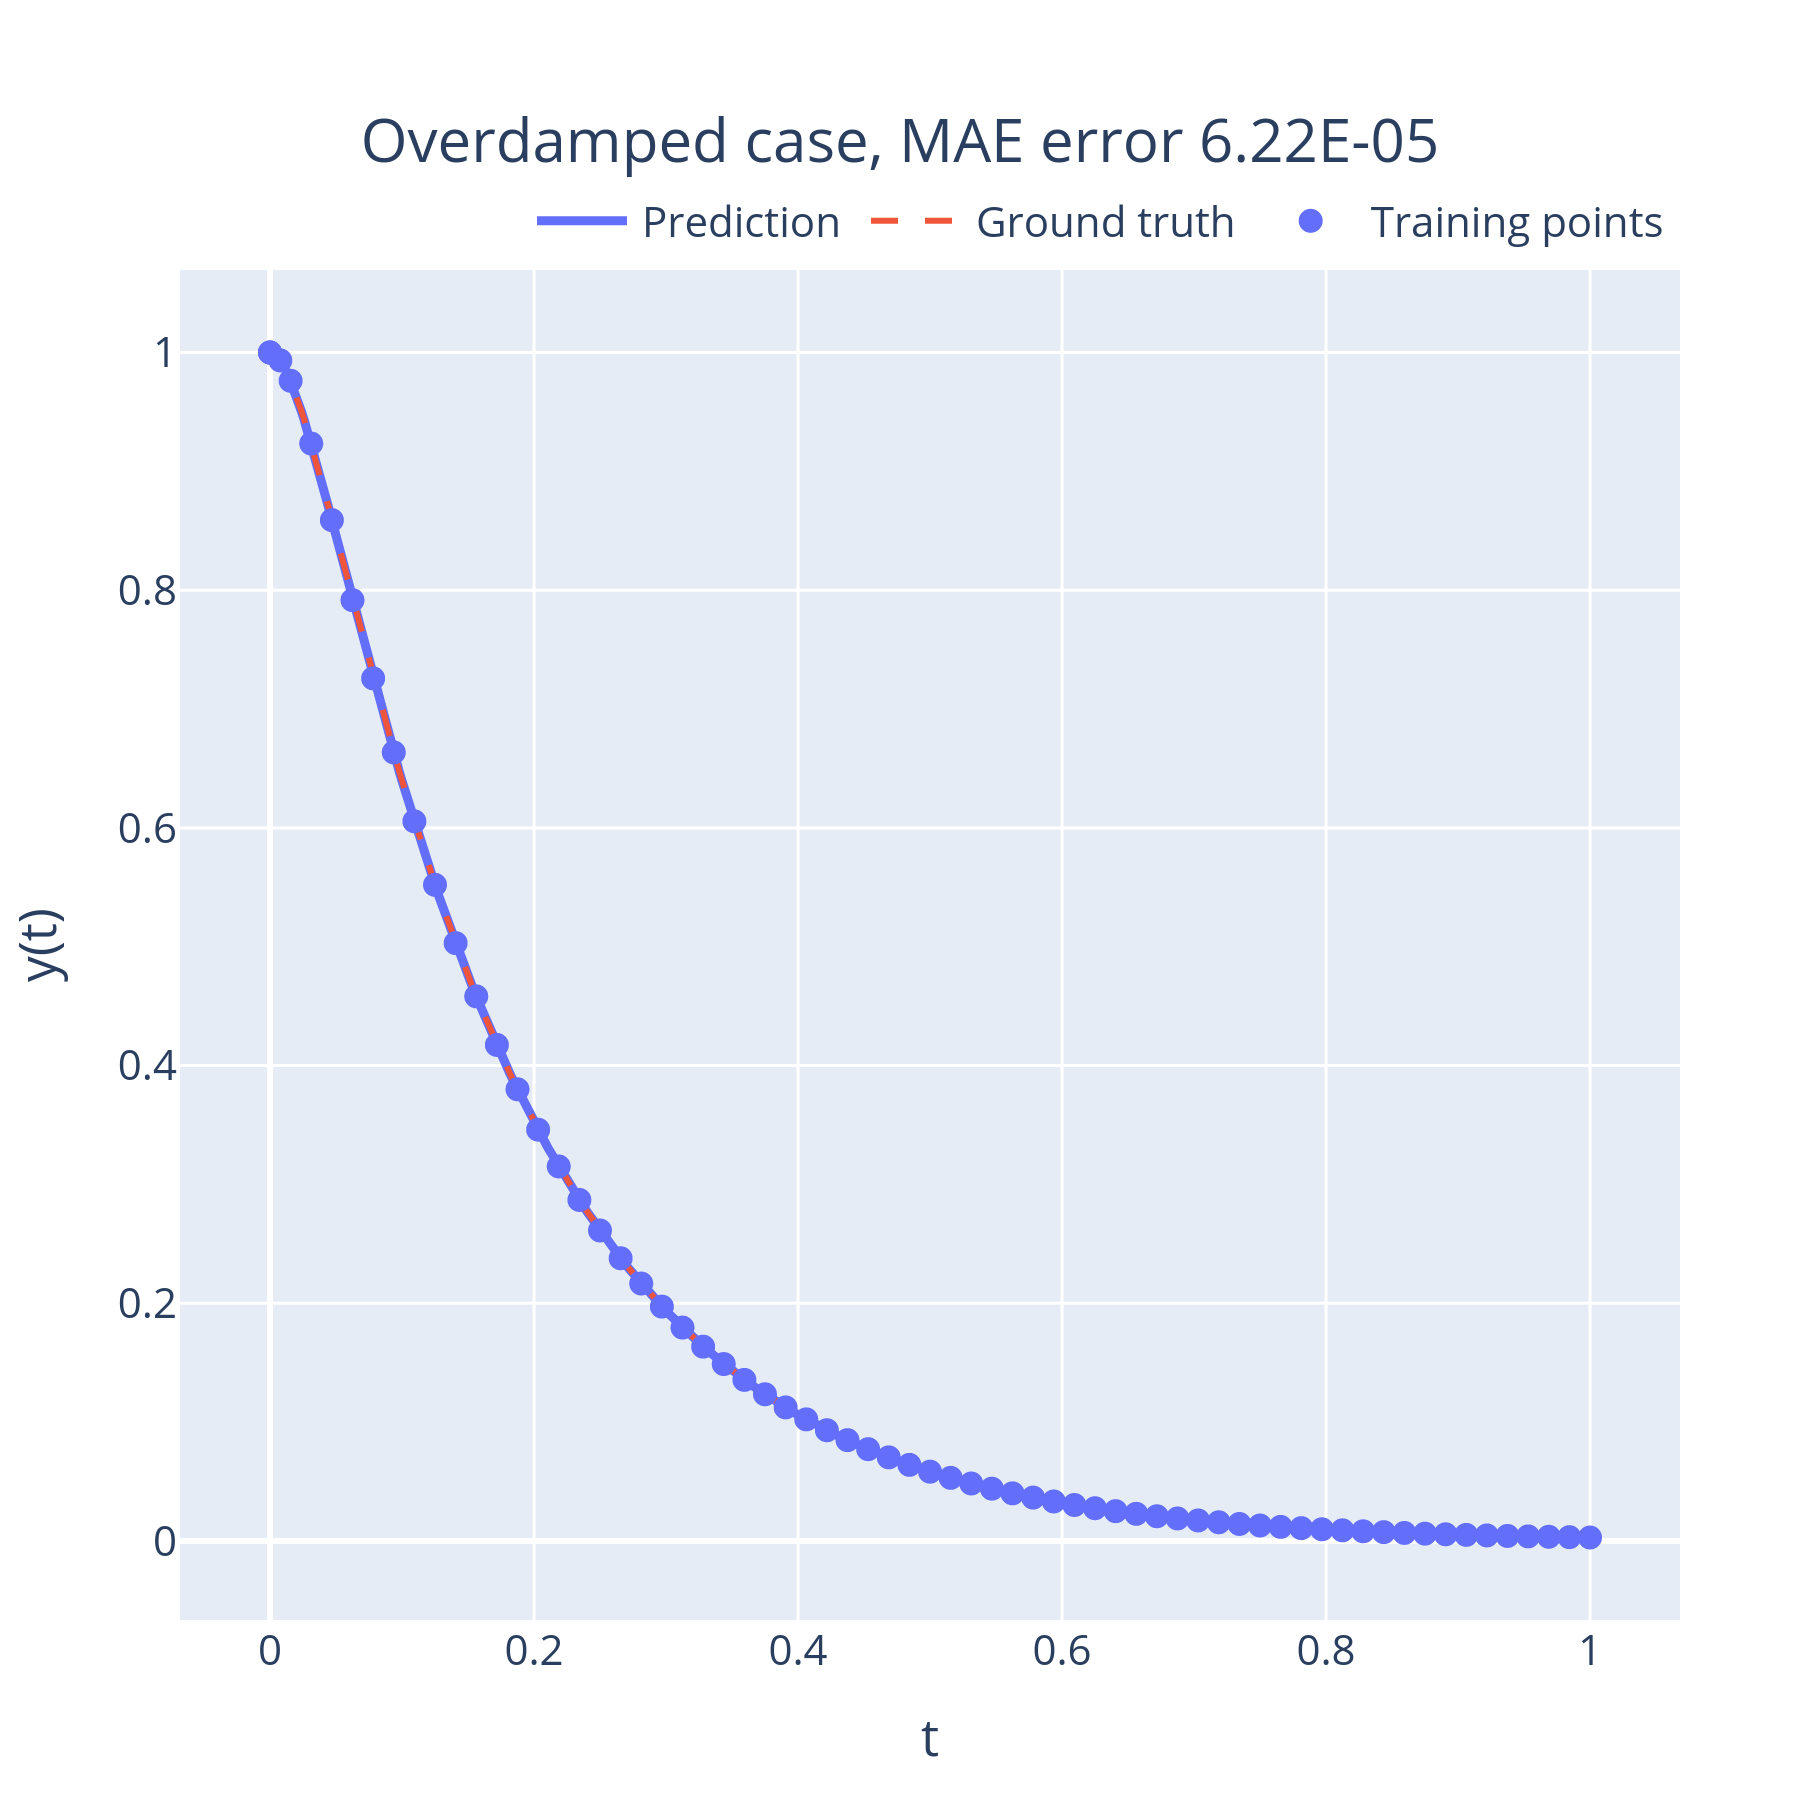 Overdamped case, MAE error 6.22E-05
Prediction Ground truth Training points
1
0.8
0.6
0.4
0.2
0
y(t)
0 0.2 0.4 0.6 0.8 1
t